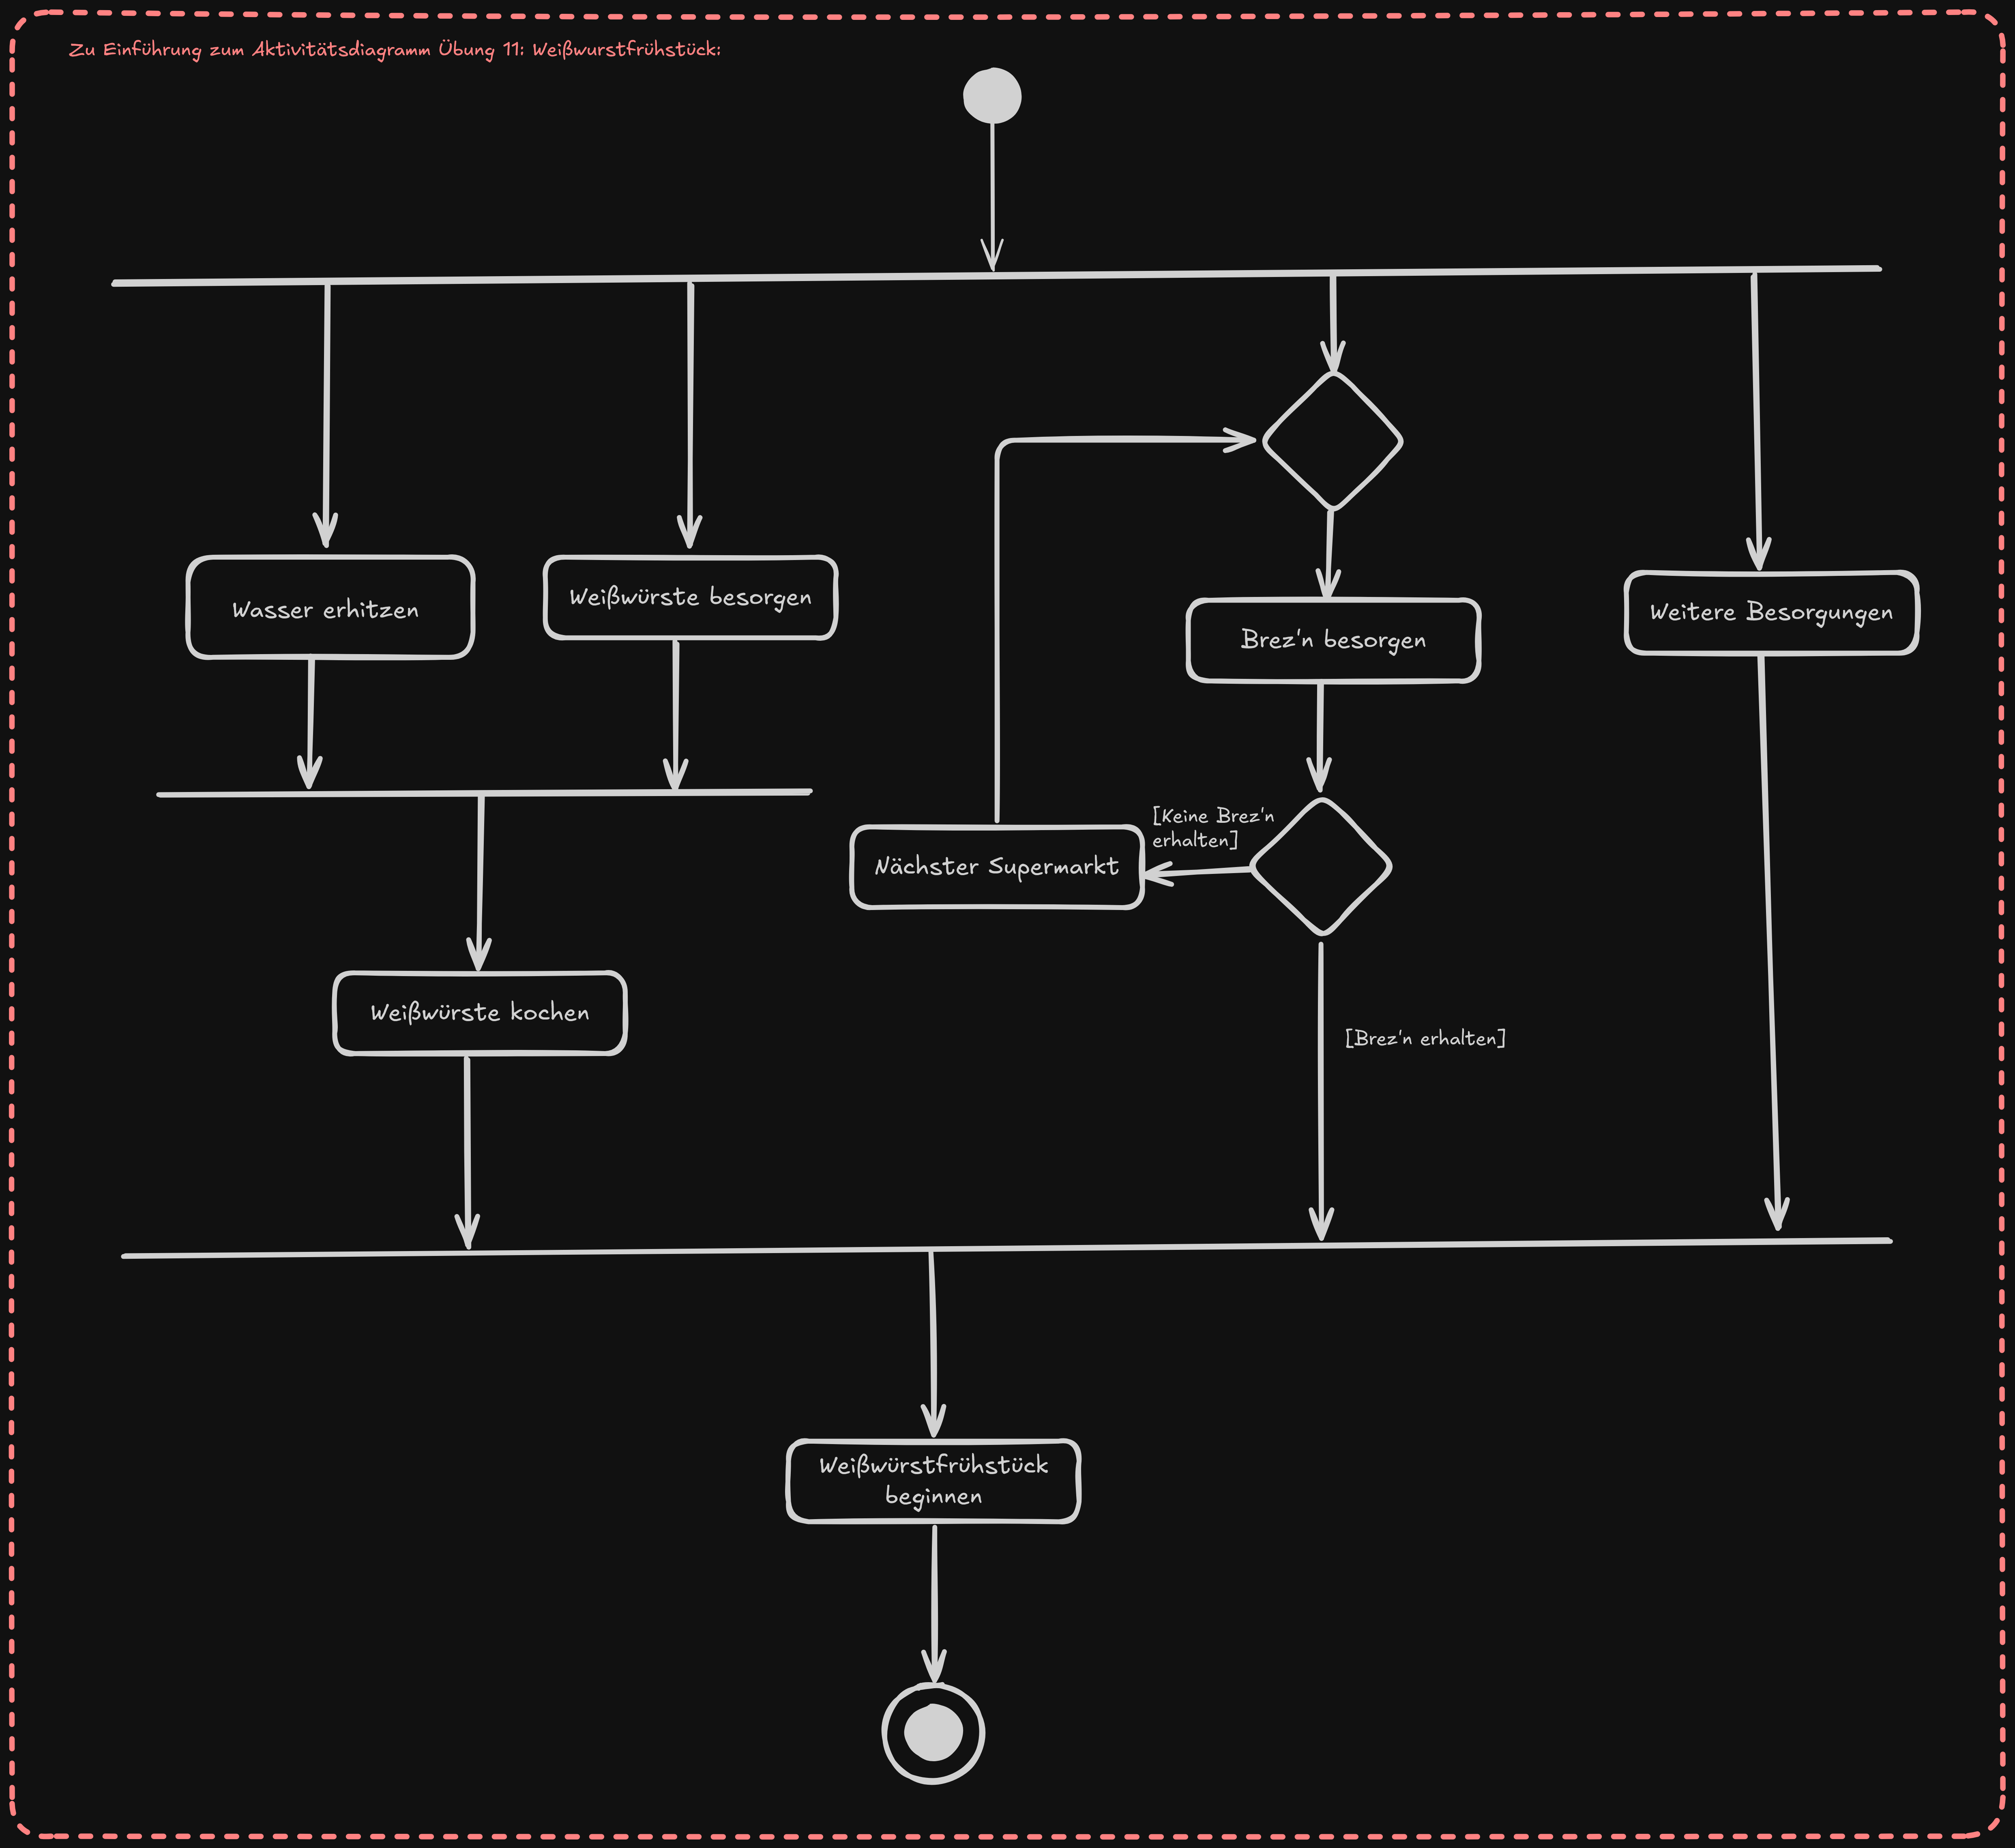 Zu Einführung zum Aktivitätsdiagramm Übung 11: Weißwurstfrühstück:
Wasser erhitzen
Weißwürste besorgen
Brez'n besorgen
Weitere Besorgungen
[Keine Brez'n
erhalten]
Nächster Supermarkt
Weißwürste kochen
[Brez'n erhalten]
Weißwürstfrühstück
beginnen